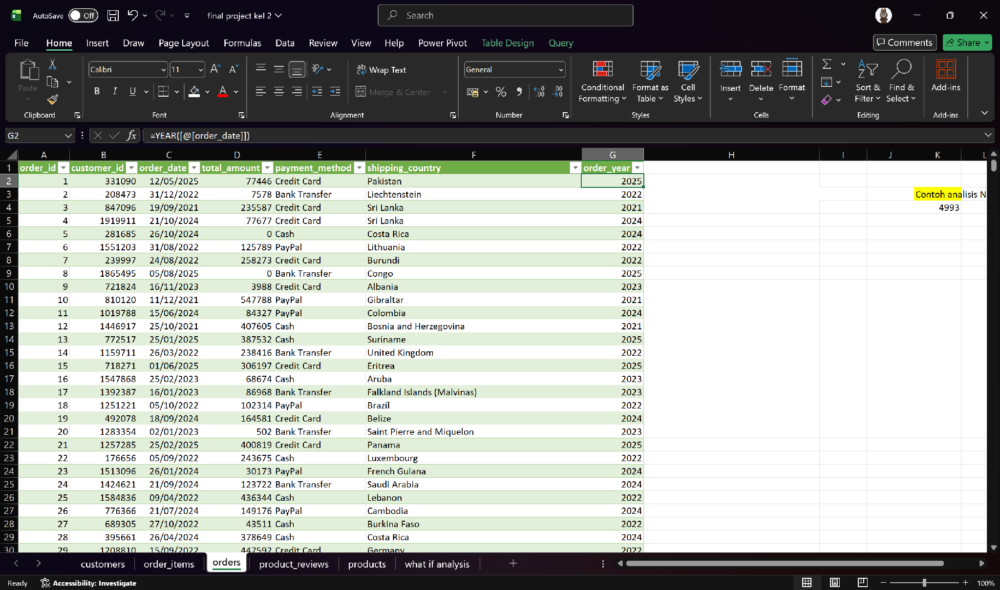 AutoSave Off final project kel 2 Search
File Home Insert Draw Page Layout Formulas Data Review View Help Power Pivot Table Design Query Comments Share
Paste
Clipboard
Calibri 11
B I U A
Font
ab Wrap Text
Merge & Center
Alignment
General
% 9
Number
Conditional Formatting
Format as Table
Cell Styles
Styles
Insert Delete Format
Cells
Sort & Filter
Find & Select
Editing
Add-ins
Add-ins
G2 fx =YEAR([@[order_date]])
A B C D E F G H I J K L
1 order_id customer_id order_date total_amount payment_method shipping_country order_year
2 1 331090 12/05/2025 77446 Credit Card Pakistan 2025
3 2 208473 31/12/2022 7578 Bank Transfer Liechtenstein 2022 Contoh analisis N
4 3 847096 19/09/2021 235587 Credit Card Sri Lanka 2021 4993
5 4 1919911 21/10/2024 77677 Credit Card Sri Lanka 2024
6 5 281685 26/10/2024 0 Cash Costa Rica 2024
7 6 1551203 31/08/2022 125789 PayPal Lithuania 2022
8 7 239997 24/08/2022 258273 Credit Card Burundi 2022
9 8 1865495 05/08/2025 0 Bank Transfer Congo 2025
10 9 721824 16/11/2023 3988 Credit Card Albania 2023
11 10 810120 11/12/2021 547788 PayPal Gibraltar 2021
12 11 1019788 15/06/2024 84327 PayPal Colombia 2024
13 12 1446917 25/10/2021 407605 Cash Bosnia and Herzegovina 2021
14 13 772517 25/01/2025 387532 Cash Suriname 2025
15 14 1159711 26/03/2022 238416 Bank Transfer United Kingdom 2022
16 15 718271 01/06/2025 306197 Credit Card Eritrea 2025
17 16 1547868 25/02/2023 68674 Cash Aruba 2023
18 17 1392387 16/01/2023 86968 Bank Transfer Falkland Islands (Malvinas) 2023
19 18 1251221 05/10/2022 102314 PayPal Brazil 2022
20 19 492078 18/09/2024 164581 Credit Card Belize 2024
21 20 1283354 02/01/2023 502 Bank Transfer Saint Pierre and Miquelon 2023
22 21 1257285 25/02/2025 400819 Credit Card Panama 2025
23 22 176656 05/09/2022 243675 Cash Luxembourg 2022
24 23 1513096 26/01/2024 30173 PayPal French Guiana 2024
25 24 1424621 21/09/2024 123722 Bank Transfer Saudi Arabia 2024
26 25 1584836 09/04/2022 436344 Cash Lebanon 2022
27 26 776366 21/07/2024 149176 PayPal Cambodia 2024
28 27 689305 27/10/2022 43511 Cash Burkina Faso 2022
29 28 395661 26/04/2024 378649 Cash Costa Rica 2024
30 29 1208810 15/09/2022 447592 Credit Card Germany 2022
customers order_items orders product_reviews products what if analysis
Ready Accessibility: Investigate 100%